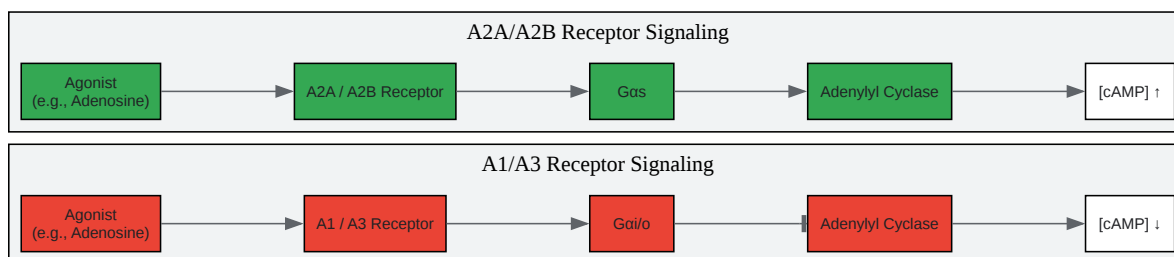 A2A/A2B Receptor Signaling
Agonist
(e.g., Adenosine)
A2A / A2B Receptor
Gαs
Adenylyl Cyclase
[cAMP] ↑
A1/A3 Receptor Signaling
Agonist
(e.g., Adenosine)
A1 / A3 Receptor
Gαi/o
Adenylyl Cyclase
[cAMP] ↓